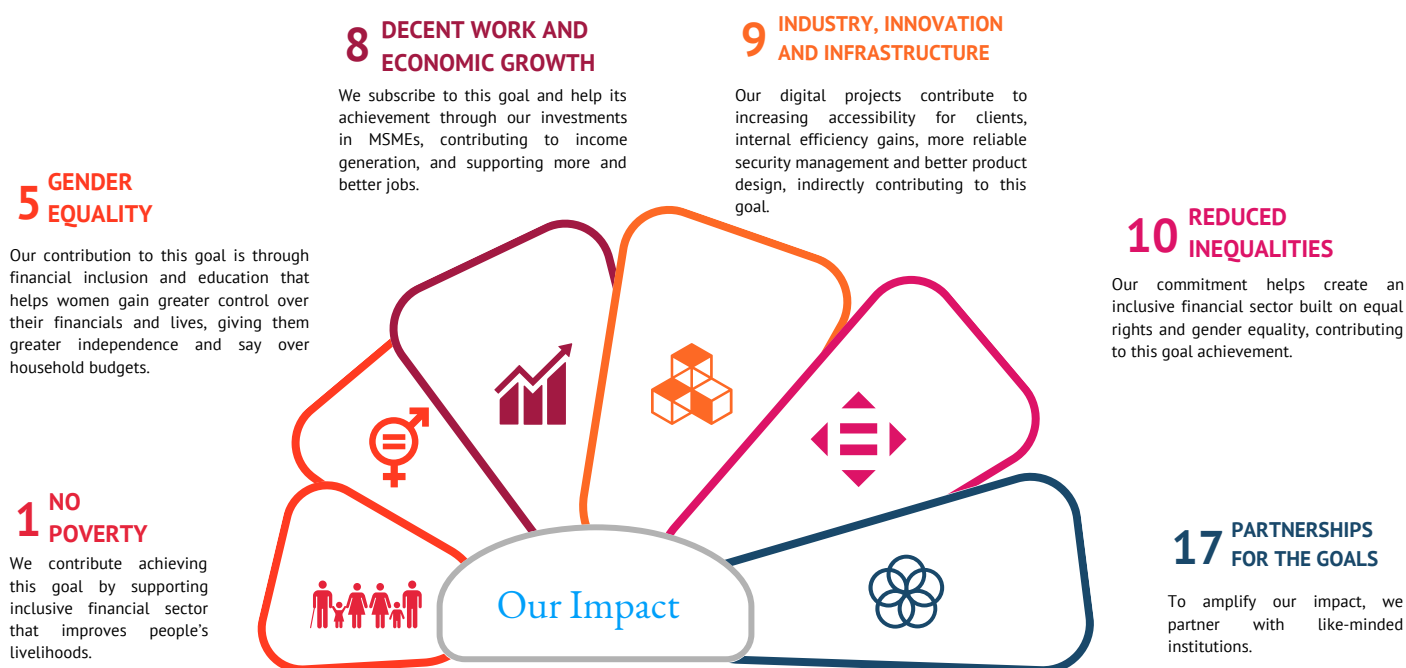 8 DECENT WORK AND
ECONOMIC GROWTH
We subscribe to this goal and help its
achievement through our investments
in MSMEs, contributing to income
generation, and supporting more and
better jobs.
9 INDUSTRY, INNOVATION
AND INFRASTRUCTURE
Our digital projects contribute to
increasing accessibility for clients,
internal efficiency gains, more reliable
security management and better product
design, indirectly contributing to this
goal.
5 GENDER
EQUALITY
Our contribution to this goal is through
financial inclusion and education that
helps women gain greater control over
their financials and lives, giving them
greater independence and say over
household budgets.
10 REDUCED
INEQUALITIES
Our commitment helps create an
inclusive financial sector built on equal
rights and gender equality, contributing
to this goal achievement.
1 NO
POVERTY
We contribute achieving
this goal by supporting
inclusive financial sector
that improves people's
livelihoods.
17 PARTNERSHIPS
FOR THE GOALS
To amplify our impact, we
partner with like-minded
institutions.
Our Impact